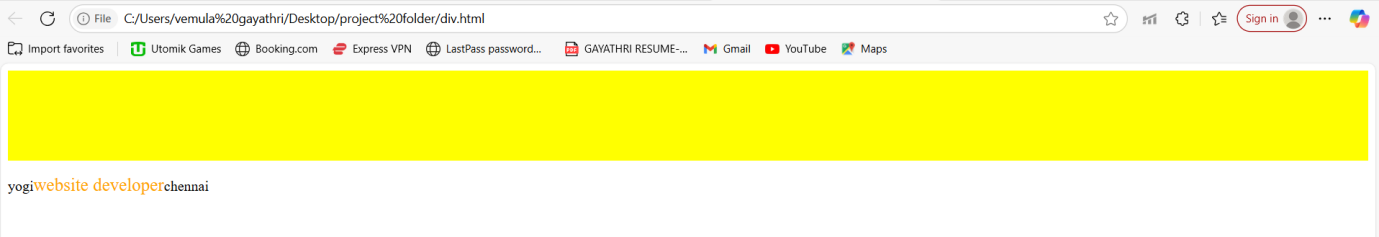 File C:/Users/vemula%20gayathri/Desktop/project%20folder/div.html Sign in
Import favorites Utomik Games Booking.com Express VPN LastPass password... GAYATHRI RESUME-... Gmail YouTube Maps
yogiwebsite developerchennai